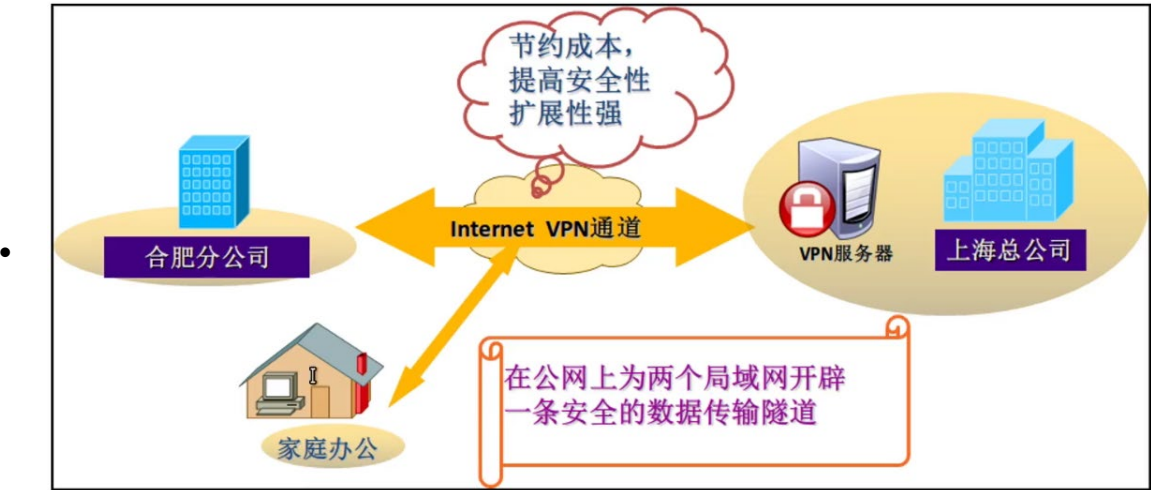 节约成本，
提高安全性
扩展性强
Internet VPN通道
合肥分公司
VPN服务器
上海总公司
在公网上为两个局域网开辟
一条安全的数据传输隧道
家庭办公